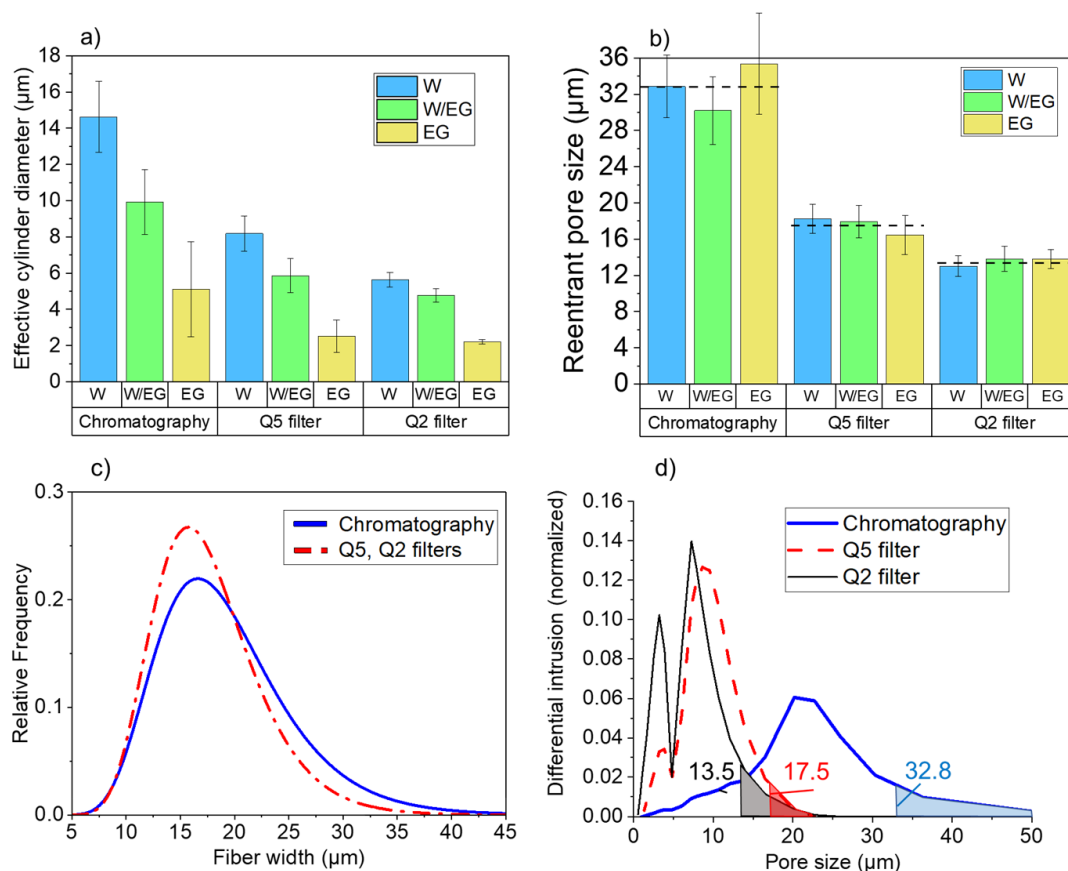 a)
Effective cylinder diameter (µm)
18
16
14
12
10
8
6
4
2
0
W
W/EG
EG
W W/EG EG W W/EG EG W W/EG EG
Chromatography Q5 filter Q2 filter
b)
Reentrant pore size (µm)
36
32
28
24
20
16
12
8
4
0
W
W/EG
EG
W W/EG EG W W/EG EG W W/EG EG
Chromatography Q5 filter Q2 filter
c)
Relative Frequency
0.3
0.2
0.1
0.0
Chromatography
Q5, Q2 filters
5 10 15 20 25 30 35 40 45
Fiber width (µm)
d)
Differential intrusion (normalized)
0.16
0.14
0.12
0.10
0.08
0.06
0.04
0.02
0.00
Chromatography
Q5 filter
Q2 filter
13.5 17.5 32.8
0 10 20 30 40 50
Pore size (µm)